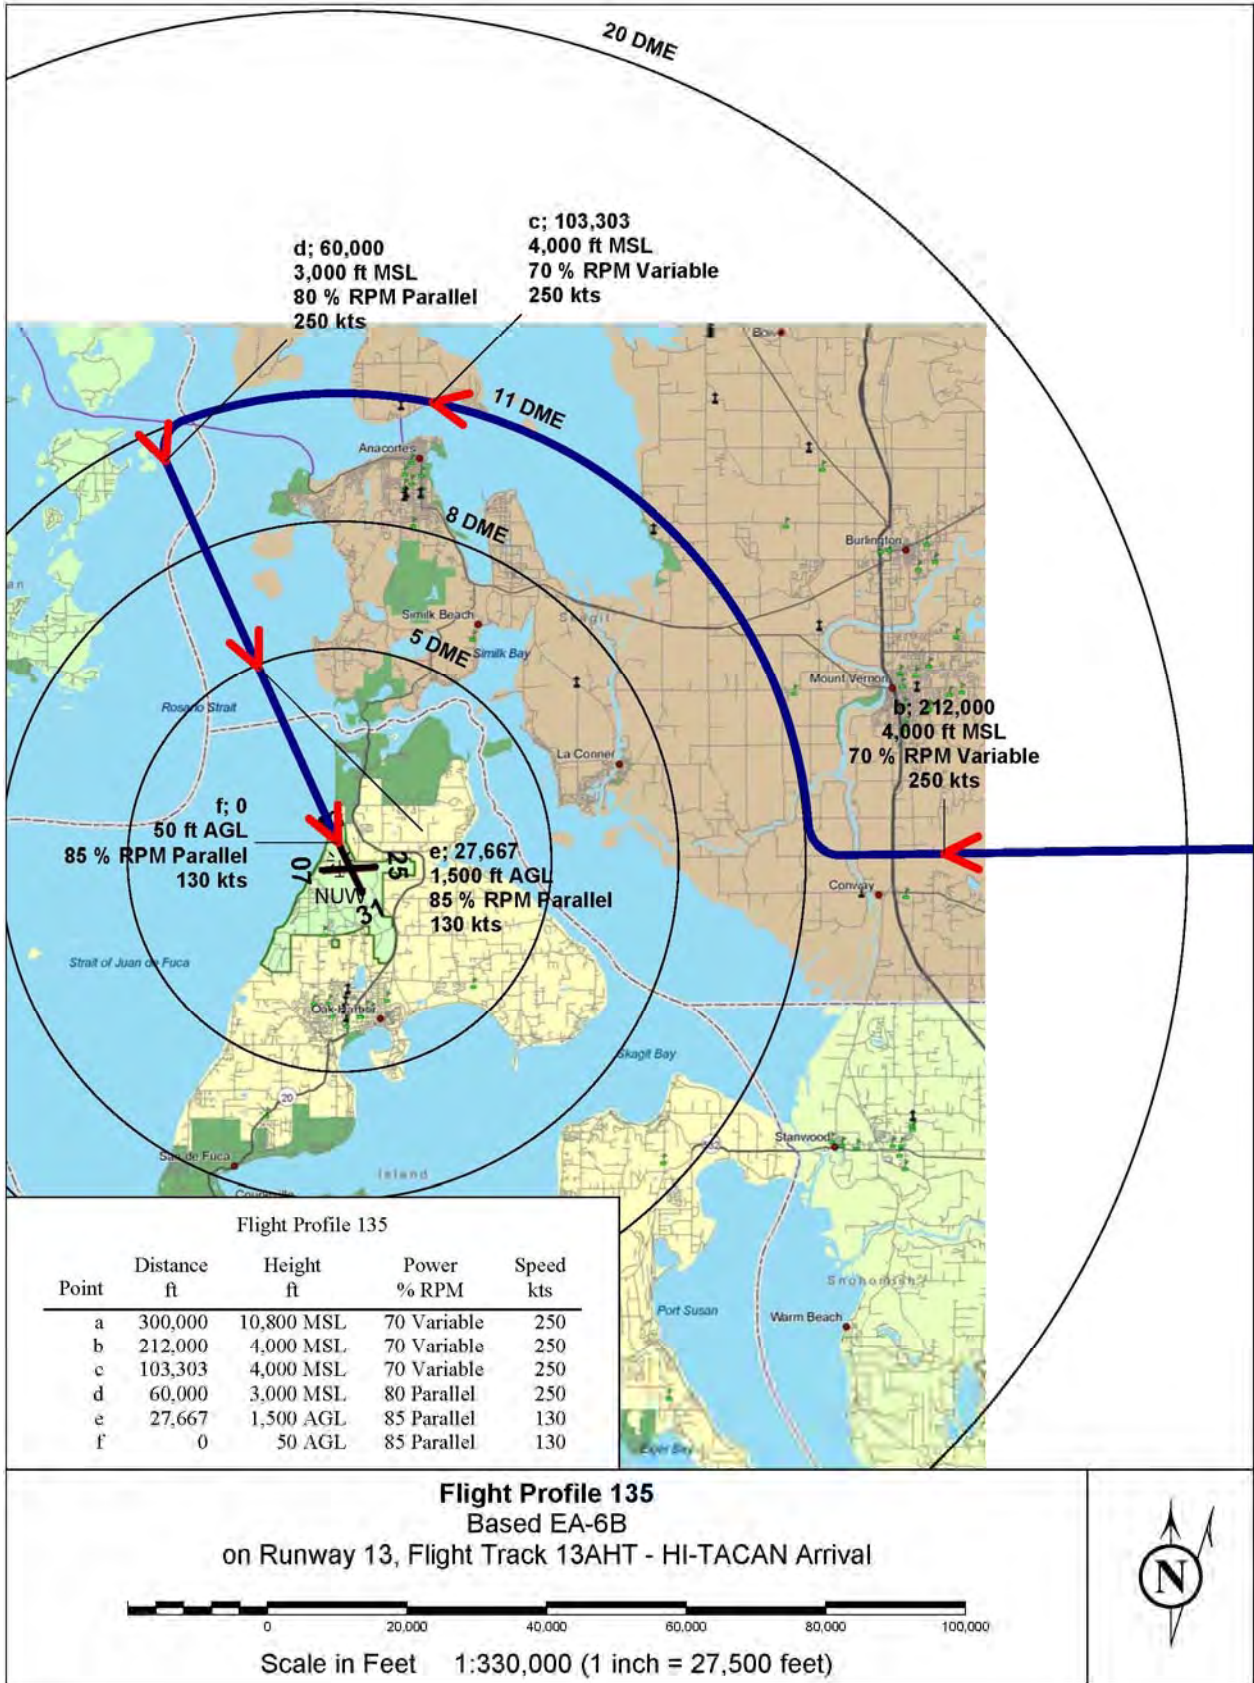 20 DME
c; 103,303
4,000 ft MSL
70 % RPM Variable
250 kts
d; 60,000
3,000 ft MSL
80 % RPM Parallel
250 kts
11 DME
Anacortes
8 DME
Burlington
Similk Beach
Skagit
5 DME
Similk Bay
Mount Vernon
Rosario Strait
b; 212,000
4,000 ft MSL
70 % RPM Variable
250 kts
La Conner
f; 0
50 ft AGL
85 % RPM Parallel
130 kts
e; 27,667
1,500 ft AGL
85 % RPM Parallel
130 kts
07
25
NUW
31
Conway
Strait of Juan de Fuca
Oak Harbor
Skagit Bay
20
Stanwood
San de Fuca
Island
Snohomish
Port Susan
Warm Beach
Flight Profile 135
Point Distance ft Height ft Power % RPM Speed kts
a 300,000 10,800 MSL 70 Variable 250
b 212,000 4,000 MSL 70 Variable 250
c 103,303 4,000 MSL 70 Variable 250
d 60,000 3,000 MSL 80 Parallel 250
e 27,667 1,500 AGL 85 Parallel 130
f 0 50 AGL 85 Parallel 130
Flight Profile 135
Based EA-6B
on Runway 13, Flight Track 13AHT - HI-TACAN Arrival
0 20,000 40,000 60,000 80,000 100,000
Scale in Feet 1:330,000 (1 inch = 27,500 feet)
N